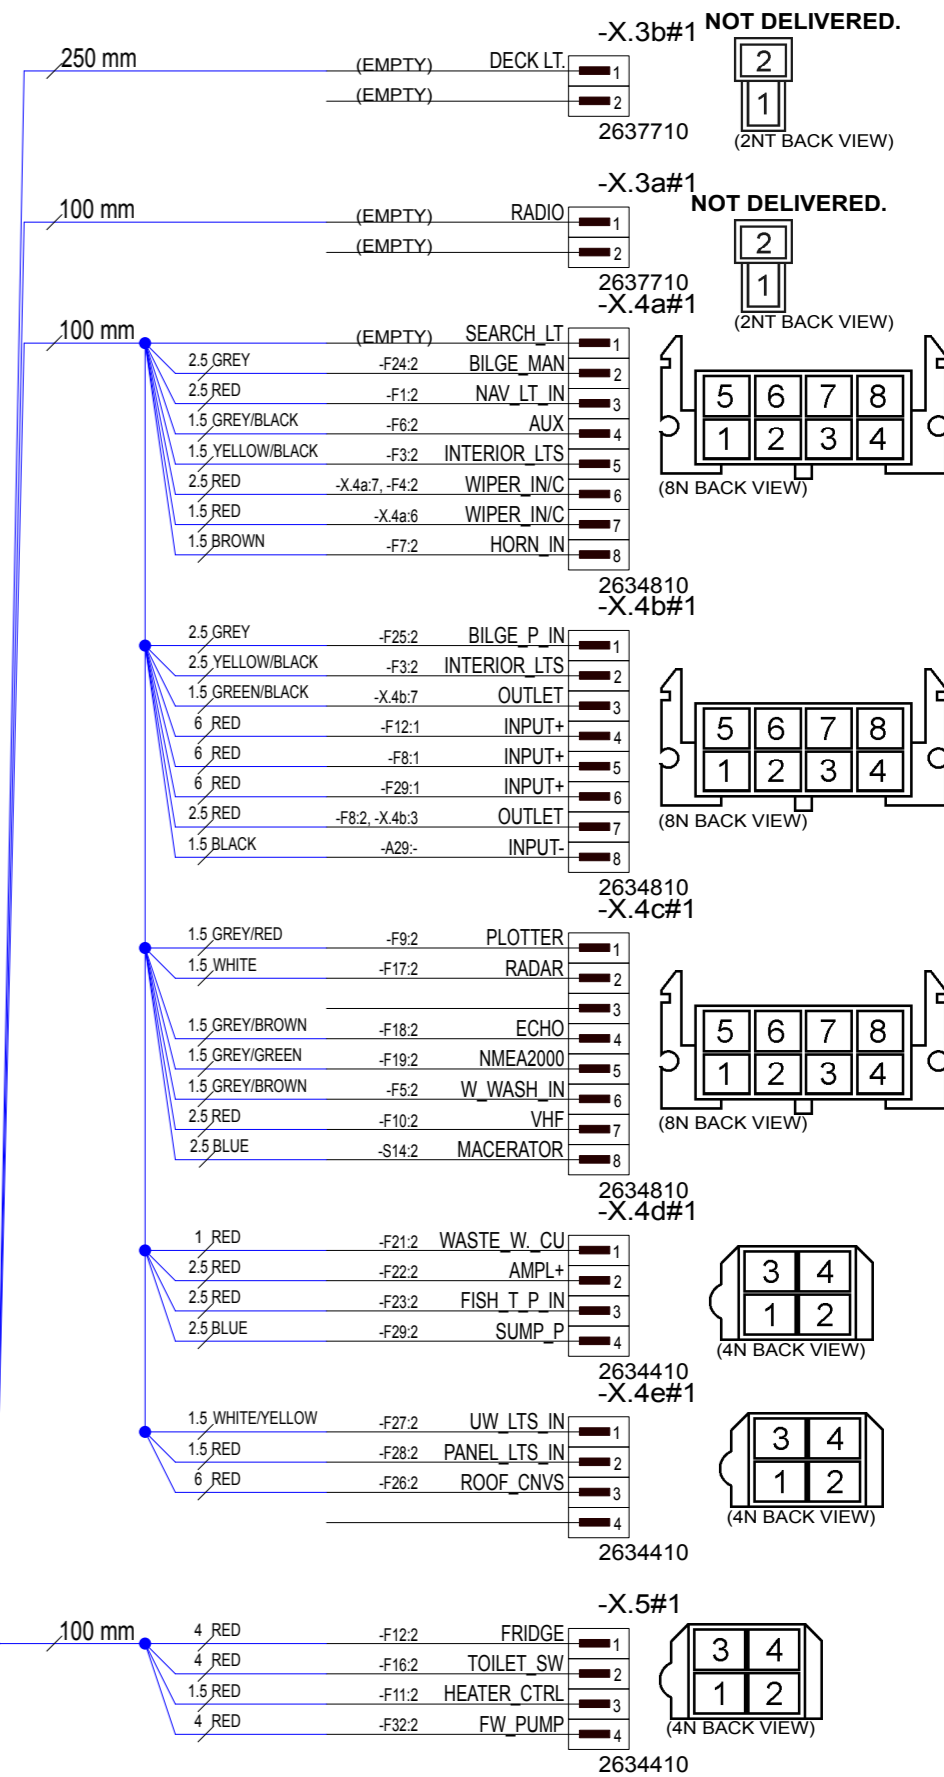 -X.3b#1 NOT DELIVERED.
250 mm (EMPTY) DECK LT. 1 2
(EMPTY) 2 1
2637710 (2NT BACK VIEW)
-X.3a#1
NOT DELIVERED.
100 mm (EMPTY) RADIO 1 2
(EMPTY) 2 1
2637710
-X.4a#1
(2NT BACK VIEW)
100 mm (EMPTY) SEARCH_LT 1
2.5 GREY -F24:2 BILGE_MAN 2
2.5 RED -F1:2 NAV_LT_IN 3 5 6 7 8
1.5 GREY/BLACK -F6:2 AUX 4 1 2 3 4
1.5 YELLOW/BLACK -F3:2 INTERIOR_LTS 5
2.5 RED -X.4a:7, -F4:2 WIPER_IN/C 6 (8N BACK VIEW)
1.5 RED -X.4a:6 WIPER_IN/C 7
1.5 BROWN -F7:2 HORN_IN 8
2634810
-X.4b#1
2.5 GREY -F25:2 BILGE_P_IN 1
2.5 YELLOW/BLACK -F3:2 INTERIOR_LTS 2
1.5 GREEN/BLACK -X.4b:7 OUTLET 3
6 RED -F12:1 INPUT+ 4 5 6 7 8
6 RED -F8:1 INPUT+ 5 1 2 3 4
6 RED -F29:1 INPUT+ 6
2.5 RED -F8:2, -X.4b:3 OUTLET 7 (8N BACK VIEW)
1.5 BLACK -A29:- INPUT- 8
2634810
-X.4c#1
1.5 GREY/RED -F9:2 PLOTTER 1
1.5 WHITE -F17:2 RADAR 2
3
1.5 GREY/BROWN -F18:2 ECHO 4 5 6 7 8
1.5 GREY/GREEN -F19:2 NMEA2000 5 1 2 3 4
1.5 GREY/BROWN -F5:2 W_WASH_IN 6
2.5 RED -F10:2 VHF 7 (8N BACK VIEW)
2.5 BLUE -S14:2 MACERATOR 8
2634810
-X.4d#1
1 RED -F21:2 WASTE_W._CU 1
2.5 RED -F22:2 AMPL+ 2 3 4
2.5 RED -F23:2 FISH_T_P_IN 3 1 2
2.5 BLUE -F29:2 SUMP_P 4 (4N BACK VIEW)
2634410
-X.4e#1
1.5 WHITE/YELLOW -F27:2 UW_LTS_IN 1 3 4
1.5 RED -F28:2 PANEL_LTS_IN 2 1 2
6 RED -F26:2 ROOF_CNVS 3
4 (4N BACK VIEW)
2634410
-X.5#1
100 mm 4 RED -F12:2 FRIDGE 1 3 4
4 RED -F16:2 TOILET_SW 2 1 2
1.5 RED -F11:2 HEATER_CTRL 3
4 RED -F32:2 FW_PUMP 4 (4N BACK VIEW)
2634410